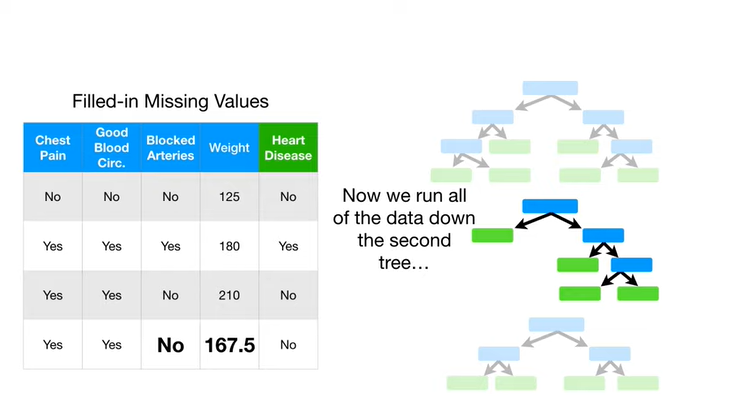 Filled-in Missing Values
Chest Pain Good Blood Circ. Blocked Arteries Weight Heart Disease
No No No 125 No
Yes Yes Yes 180 Yes
Yes Yes No 210 No
Yes Yes No 167.5 No
Now we run all
of the data down
the second
tree…